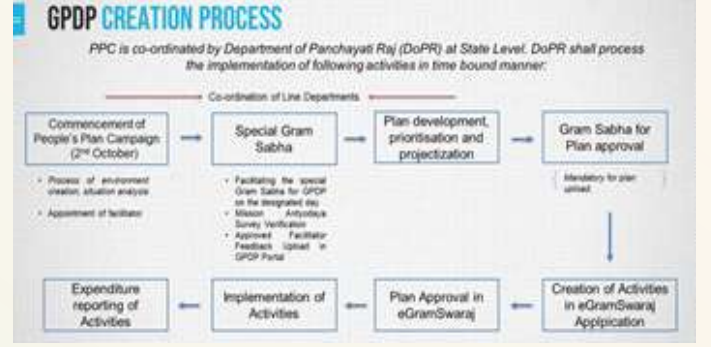 GPDP CREATION PROCESS
PPC is co-ordinated by Department of Panchayati Raj (DoPR) at State Level. DoPR shall process
the implementation of following activities in time bound manner:
Co-ordination of Line Departments
Commencement of
People's Plan Campaign
(2nd October)
• Process of environment
creation, situation analysis
• Appointment of facilitator
Special Gram
Sabha
• Facilitating the special
Gram Sabha for GPDP
on the designated day
• Mission Antyodaya
Survey Verification
• Approved Facilitator
Feedback Upload in
GPDP Portal
Plan development,
prioritisation and
projectization
Gram Sabha for
Plan approval
Mandatory for plan
upload
Creation of Activities
in eGramSwaraj
Applpication
Plan Approval in
eGramSwaraj
Implementation of
Activities
Expenditure
reporting of
Activities